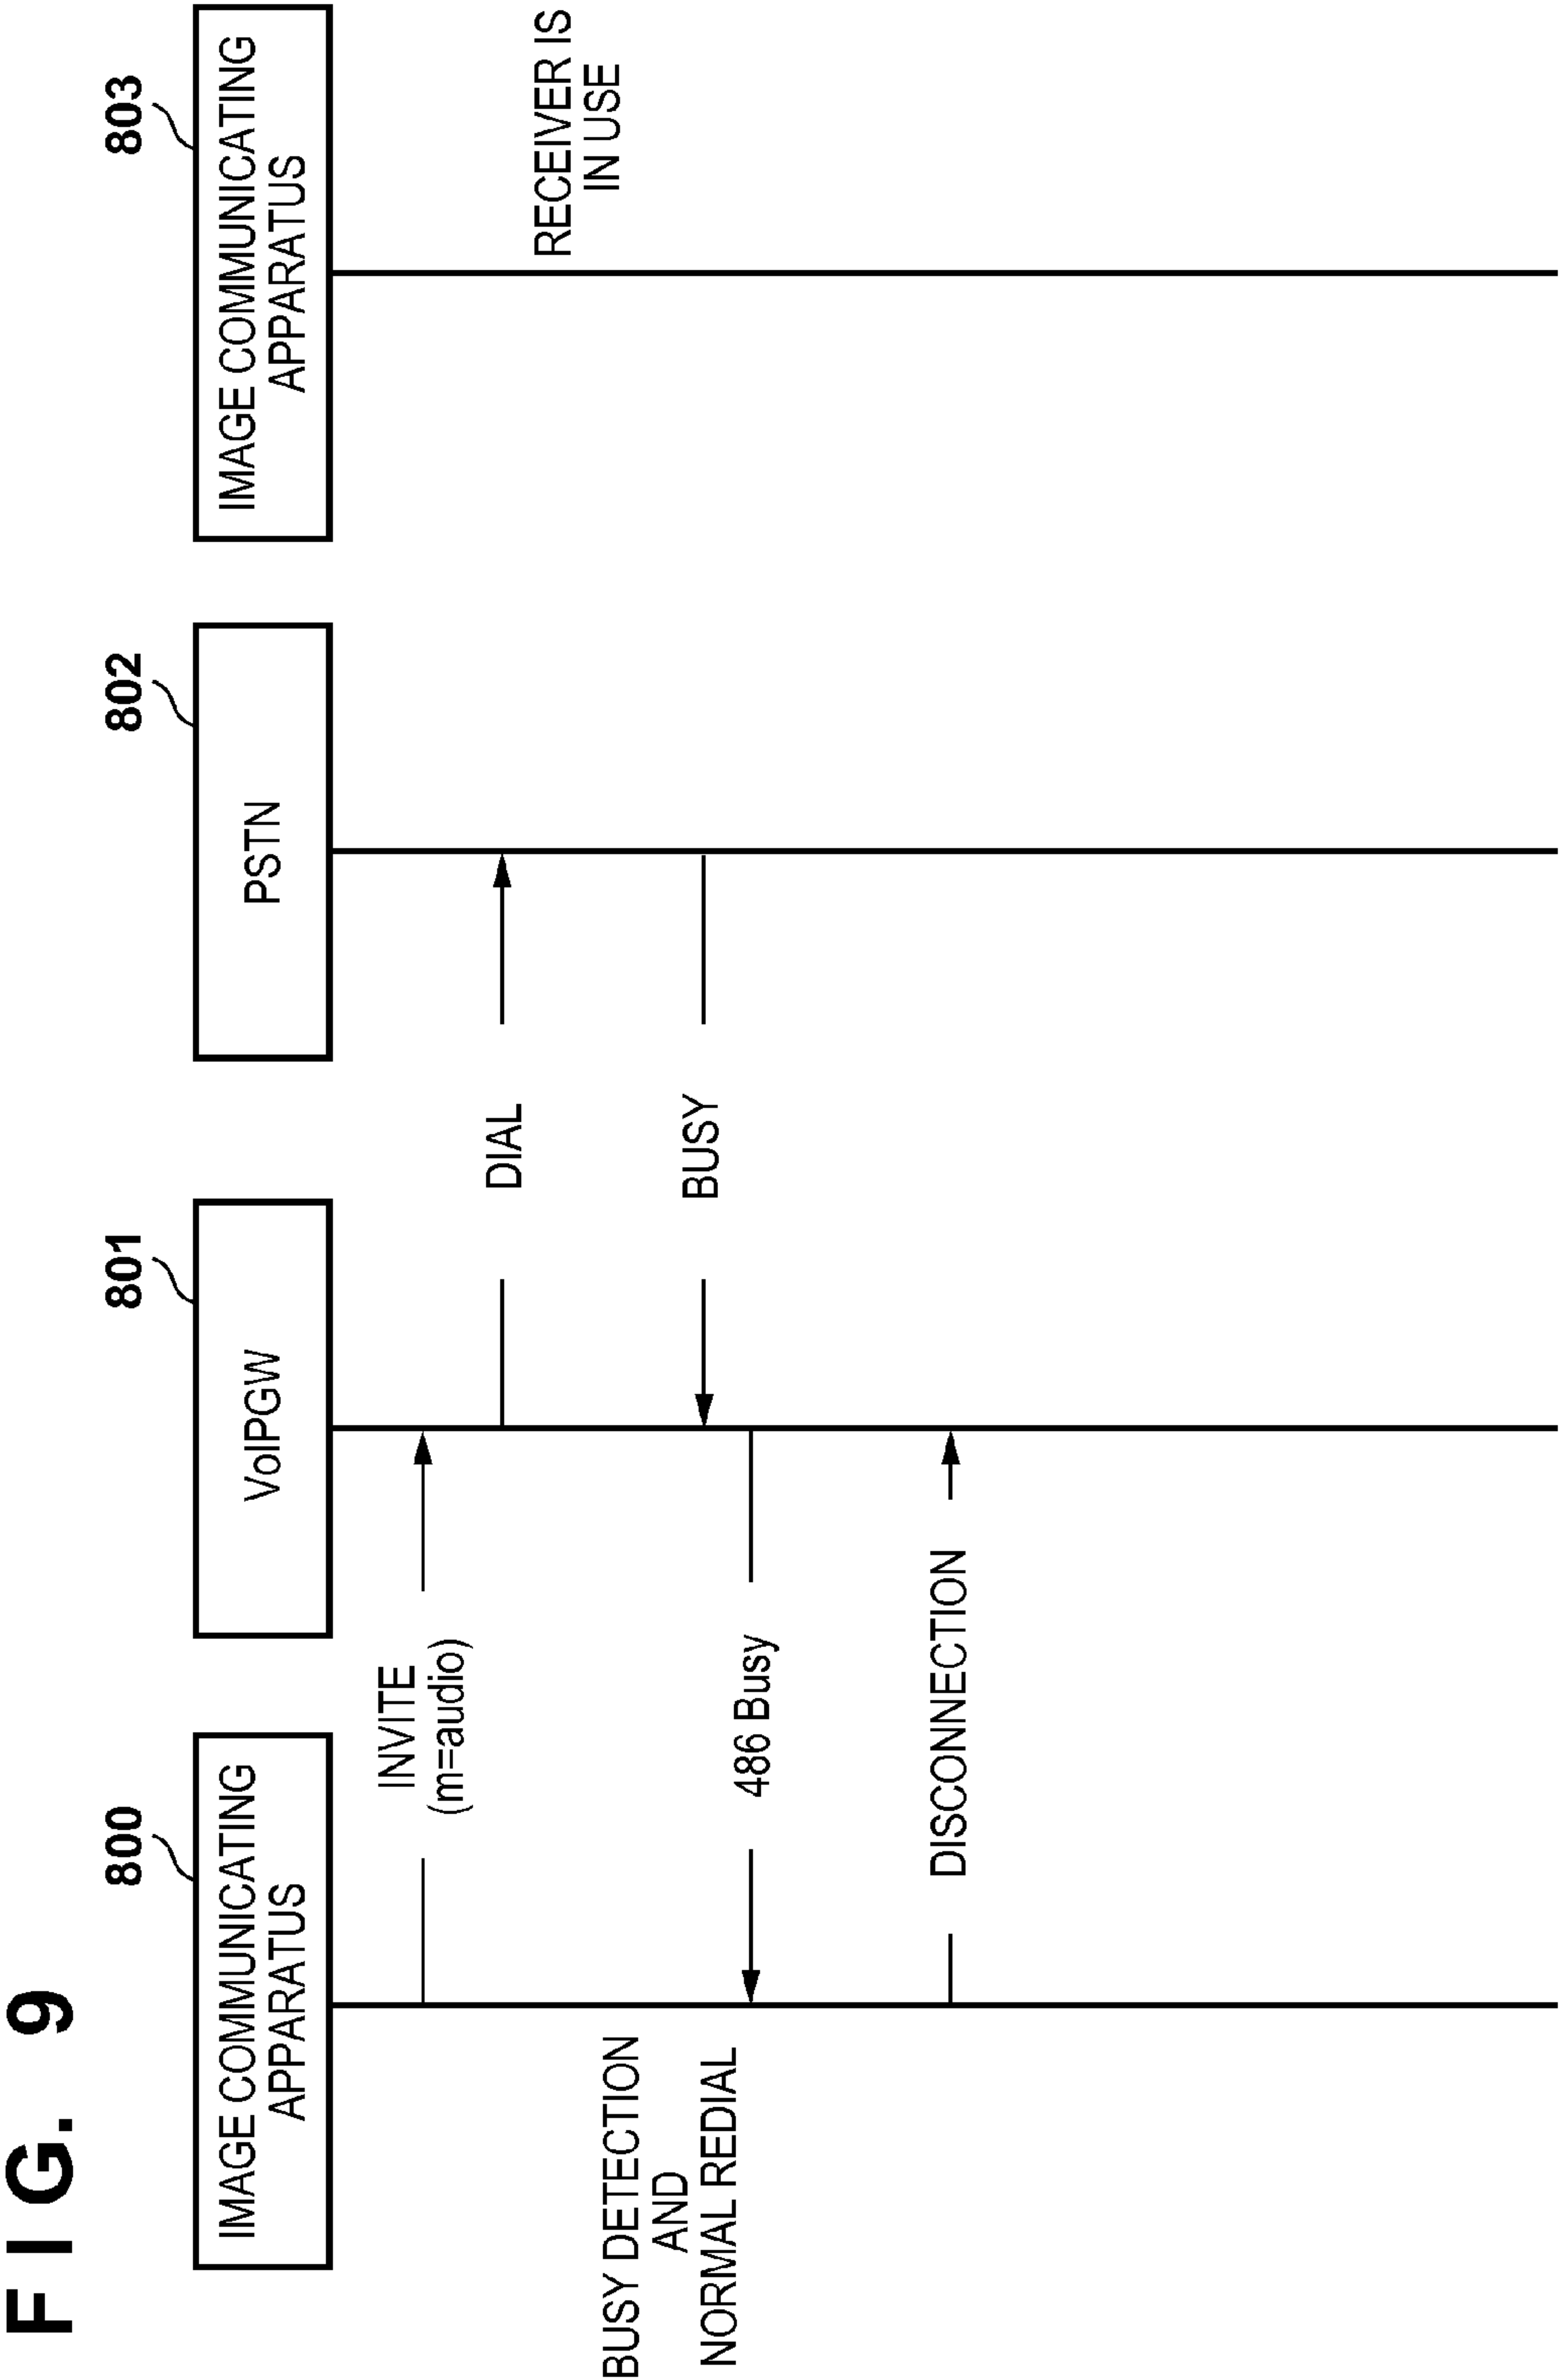 FIG. 9
800
IMAGE COMMUNICATING
APPARATUS
801
VoIPGW
802
PSTN
803
IMAGE COMMUNICATING
APPARATUS
INVITE
(m=audio)
DIAL
RECEIVER IS
IN USE
BUSY DETECTION
AND
NORMAL REDIAL
BUSY
486 Busy
DISCONNECTION